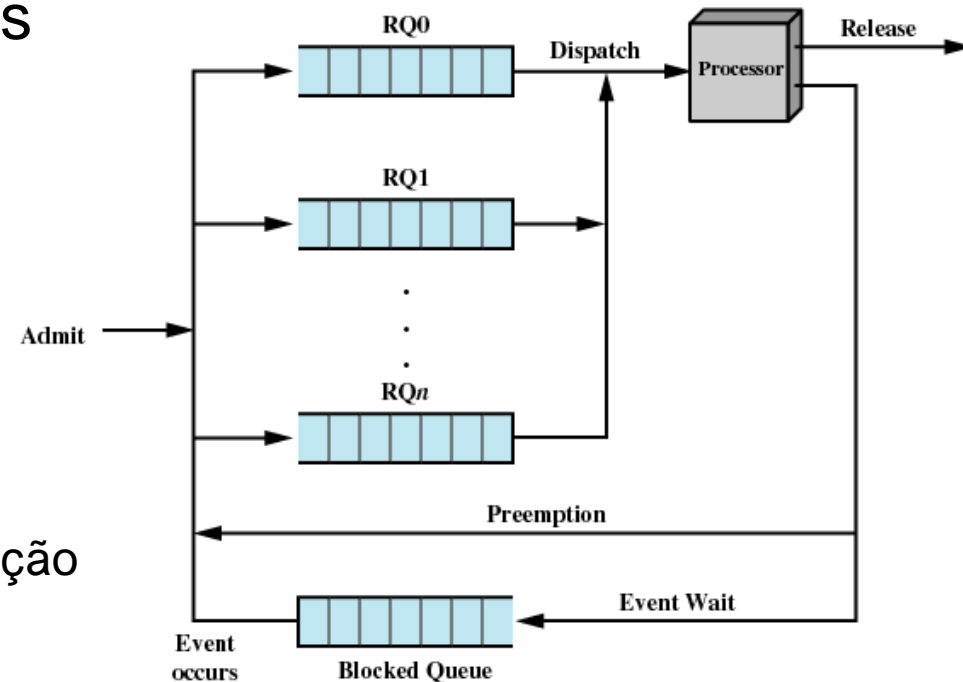 s
RQ0
Release
Dispatch
Processor
RQ1
.
.
.
Admit
RQn
Preemption
ção
Event Wait
Event
occurs
Blocked Queue